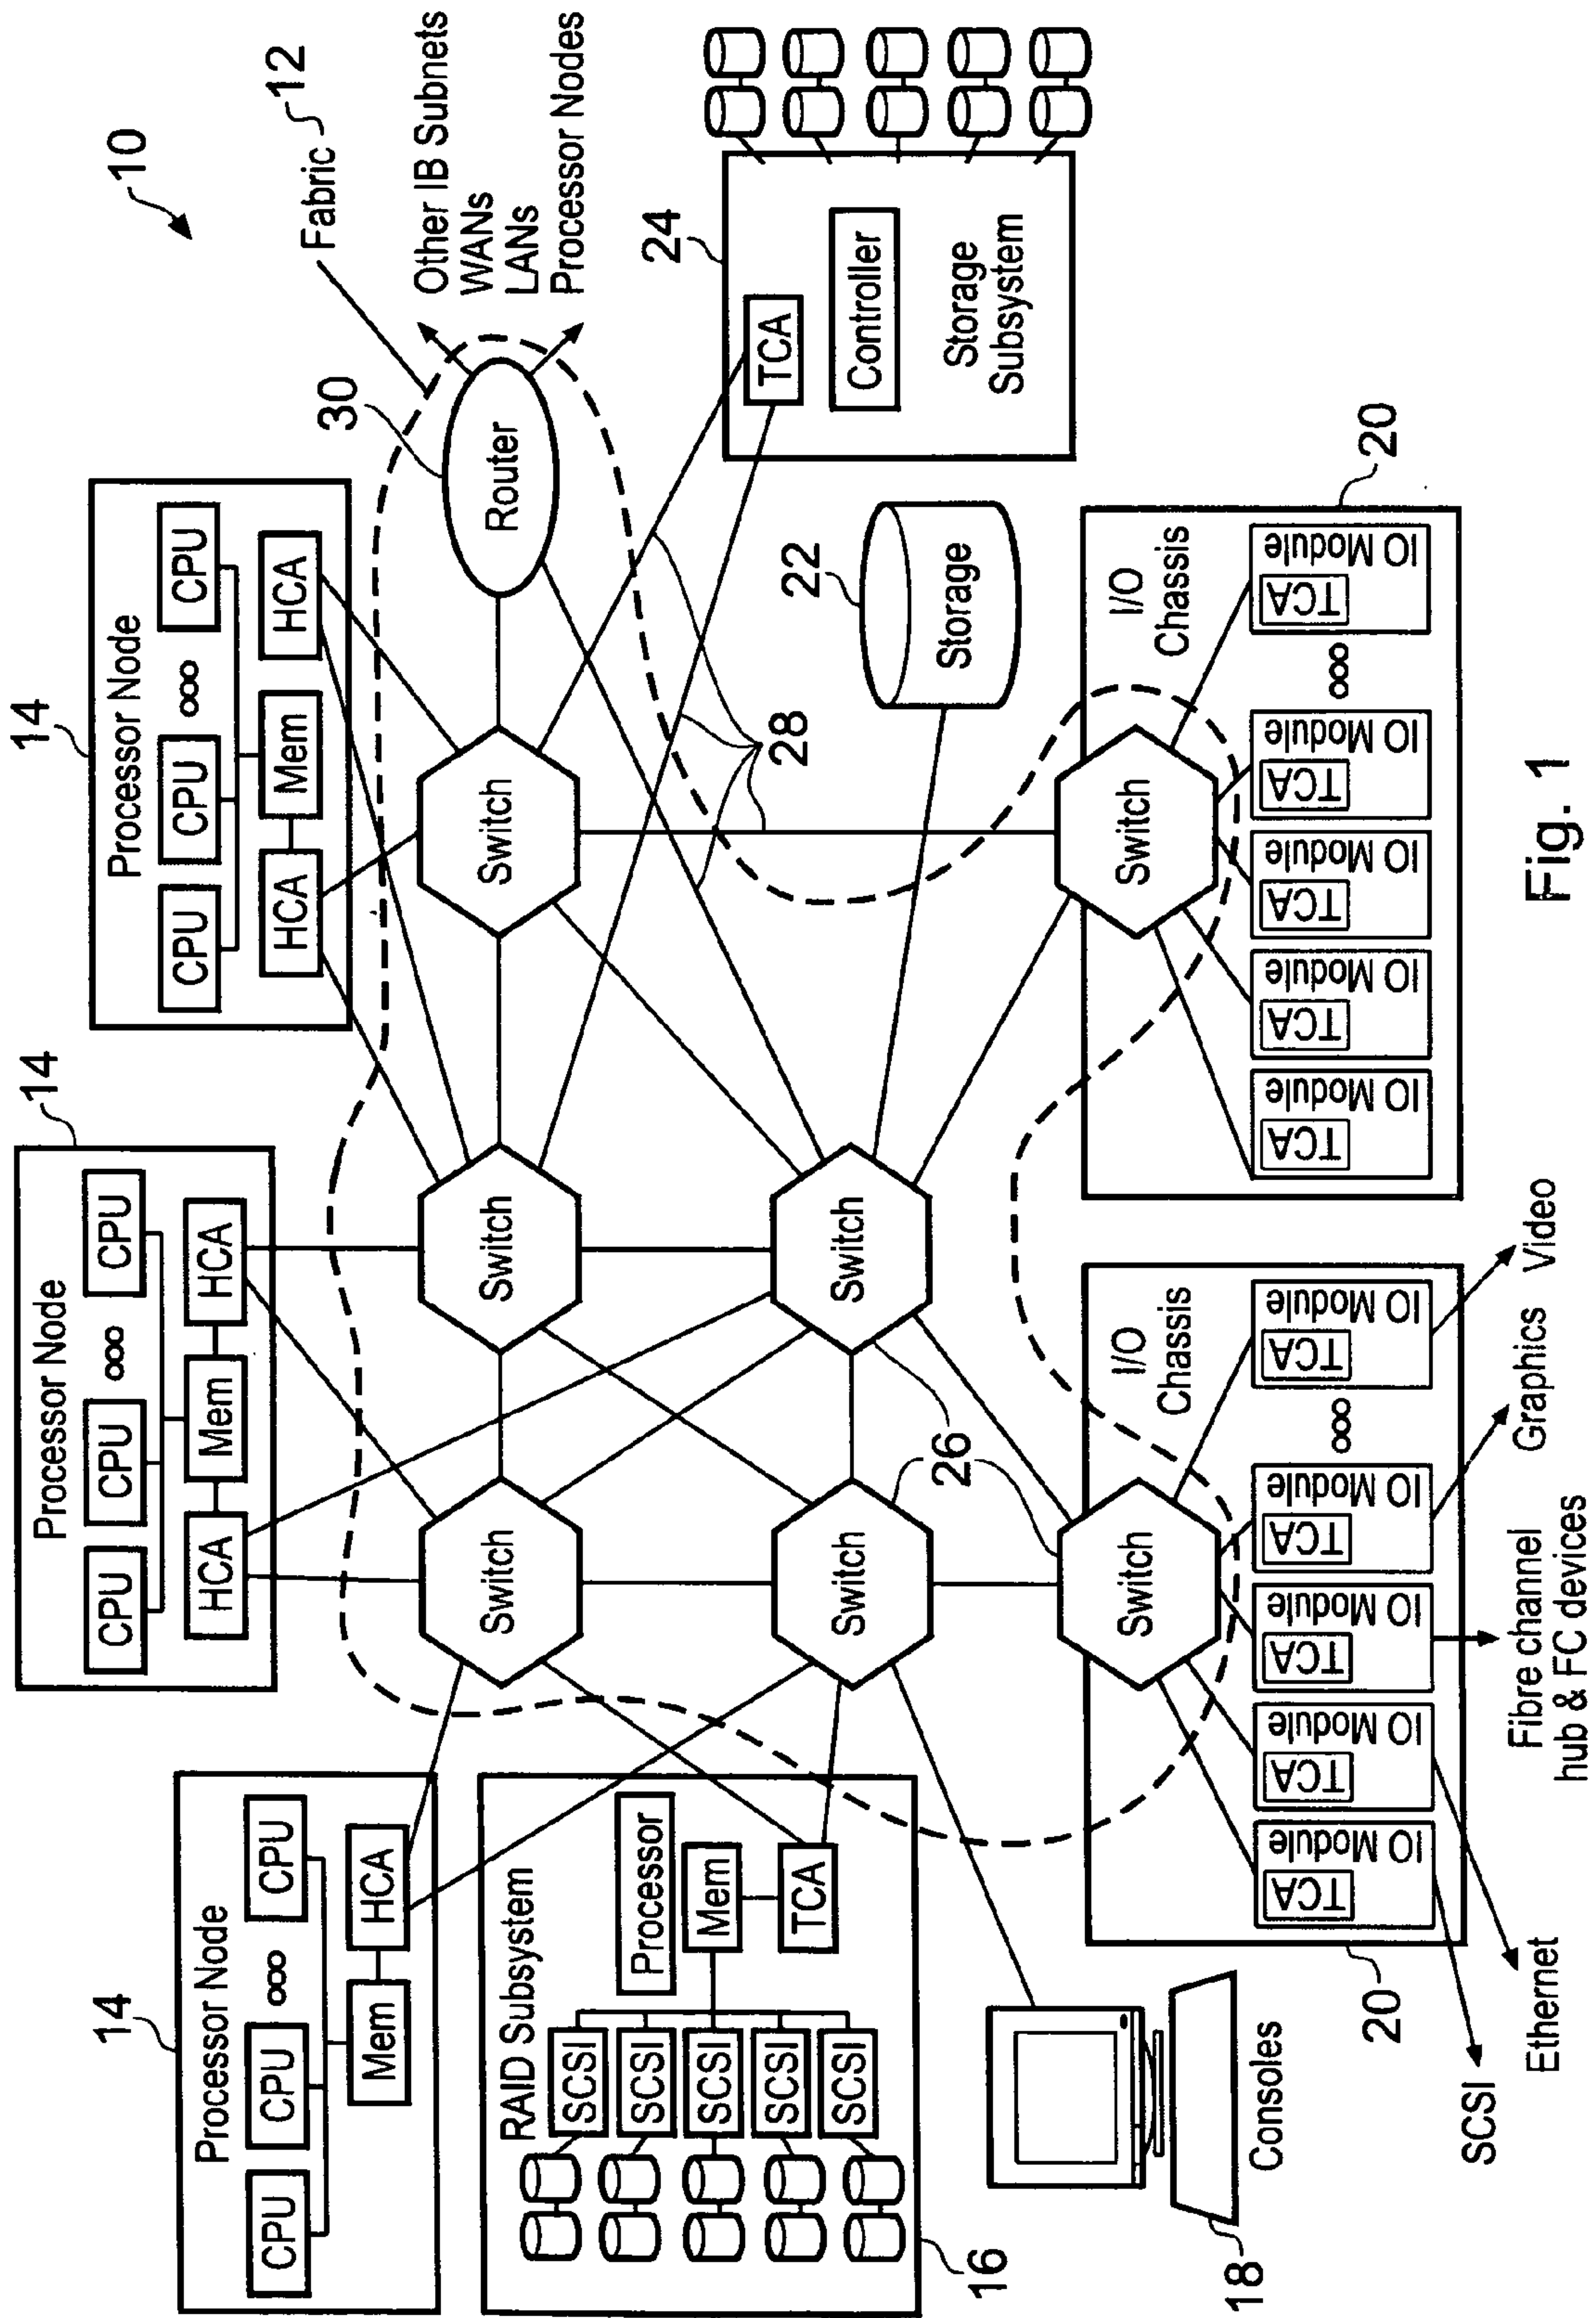 10
Fabric
12
Other IB Subnets
WANs
LANs
Processor Nodes
14
Processor Node
CPU
CPU
CPU
HCA
Mem
HCA
14
Processor Node
CPU
CPU
CPU
HCA
Mem
HCA
14
Processor Node
CPU
CPU
CPU
Mem
HCA
RAID Subsystem
Processor
SCSI
SCSI
SCSI
SCSI
SCSI
Mem
TCA
16
Switch
Switch
Switch
Router
30
Switch
Switch
26
28
24
TCA
Controller
Storage
Subsystem
22
Storage
Consoles
18
Switch
I/O
Chassis
TCA
IO Module
TCA
IO Module
TCA
IO Module
TCA
IO Module
TCA
IO Module
20
SCSI
Ethernet
Fibre channel
hub & FC devices
Graphics
Video
Switch
I/O
Chassis
TCA
IO Module
TCA
IO Module
TCA
IO Module
TCA
IO Module
TCA
IO Module
20
Fig. 1